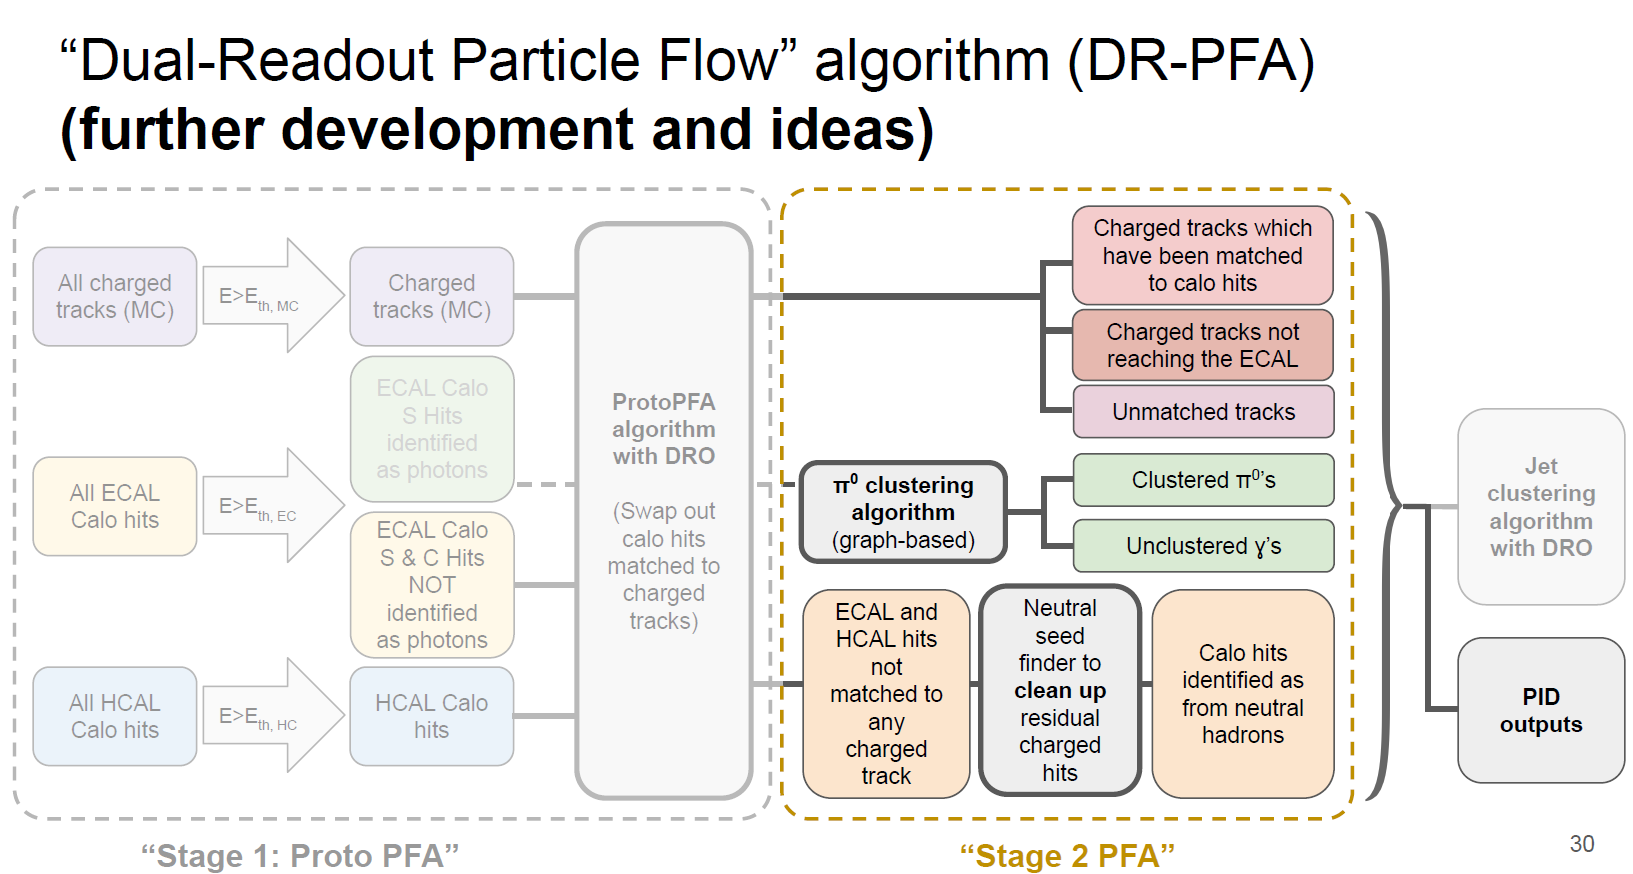 “Dual-Readout Particle Flow” algorithm (DR-PFA)
(further development and ideas)
All charged
tracks (MC)
E>Eth, MC
Charged
tracks (MC)
ECAL Calo
S Hits
identified
as photons
All ECAL
Calo hits
E>Eth, EC
ECAL Calo
S & C Hits
NOT
identified
as photons
All HCAL
Calo hits
E>Eth, HC
HCAL Calo
hits
ProtoPFA
algorithm
with DRO
(Swap out
calo hits
matched to
charged
tracks)
“Stage 1: Proto PFA”
Charged tracks which
have been matched
to calo hits
Charged tracks not
reaching the ECAL
Unmatched tracks
π0 clustering
algorithm
(graph-based)
Clustered π0’s
Unclustered ɣ’s
ECAL and
HCAL hits
not
matched to
any
charged
track
Neutral
seed
finder to
clean up
residual
charged
hits
Calo hits
identified as
from neutral
hadrons
“Stage 2 PFA”
Jet
clustering
algorithm
with DRO
PID
outputs
30